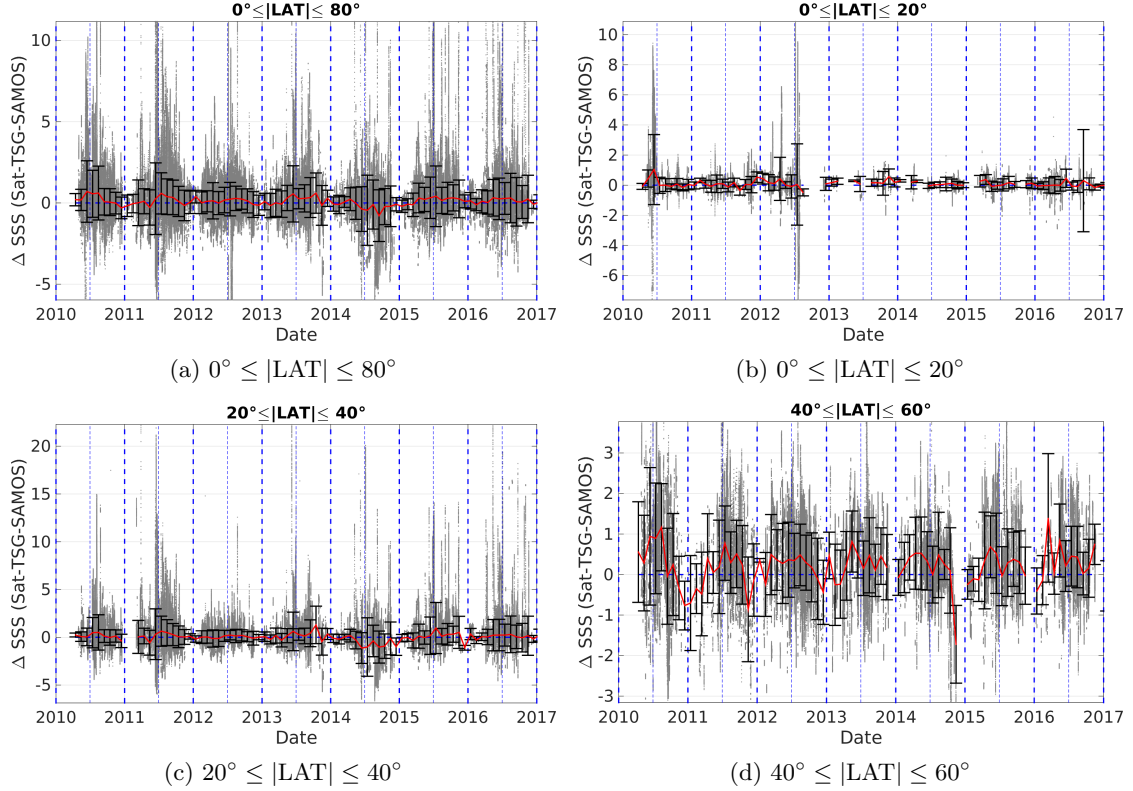 0°≤|LAT|≤ 80°
10
5
0
-5
Δ SSS (Sat-TSG-SAMOS)
2010 2011 2012 2013 2014 2015 2016 2017
Date
(a) 0° ≤ |LAT| ≤ 80°
0°≤|LAT|≤ 20°
10
8
6
4
2
0
-2
-4
-6
Δ SSS (Sat-TSG-SAMOS)
2010 2011 2012 2013 2014 2015 2016 2017
Date
(b) 0° ≤ |LAT| ≤ 20°
20°≤|LAT|≤ 40°
20
15
10
5
0
-5
Δ SSS (Sat-TSG-SAMOS)
2010 2011 2012 2013 2014 2015 2016 2017
Date
(c) 20° ≤ |LAT| ≤ 40°
40°≤|LAT|≤ 60°
3
2
1
0
-1
-2
-3
Δ SSS (Sat-TSG-SAMOS)
2010 2011 2012 2013 2014 2015 2016 2017
Date
(d) 40° ≤ |LAT| ≤ 60°